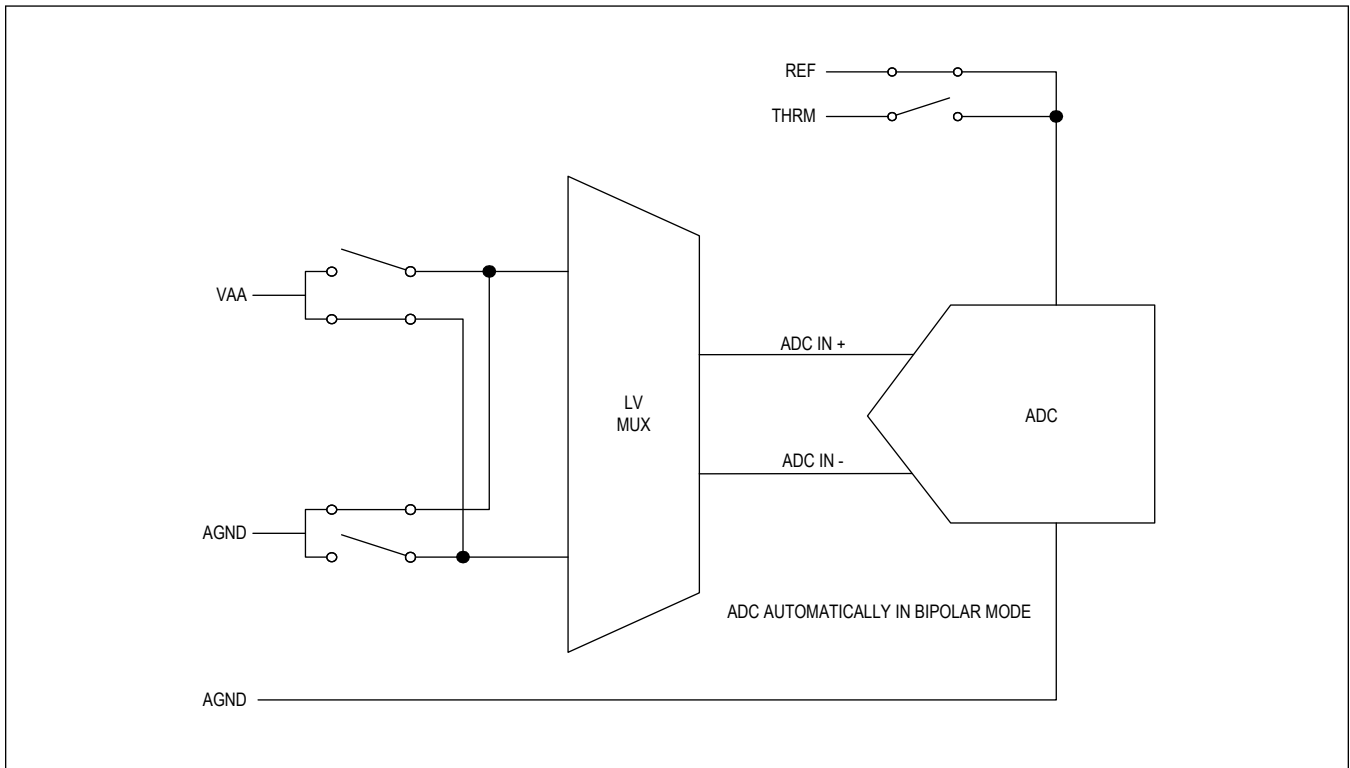 REF
THRM
VAA
ADC IN +
LV
MUX
ADC
ADC IN -
AGND
ADC AUTOMATICALLY IN BIPOLAR MODE
AGND